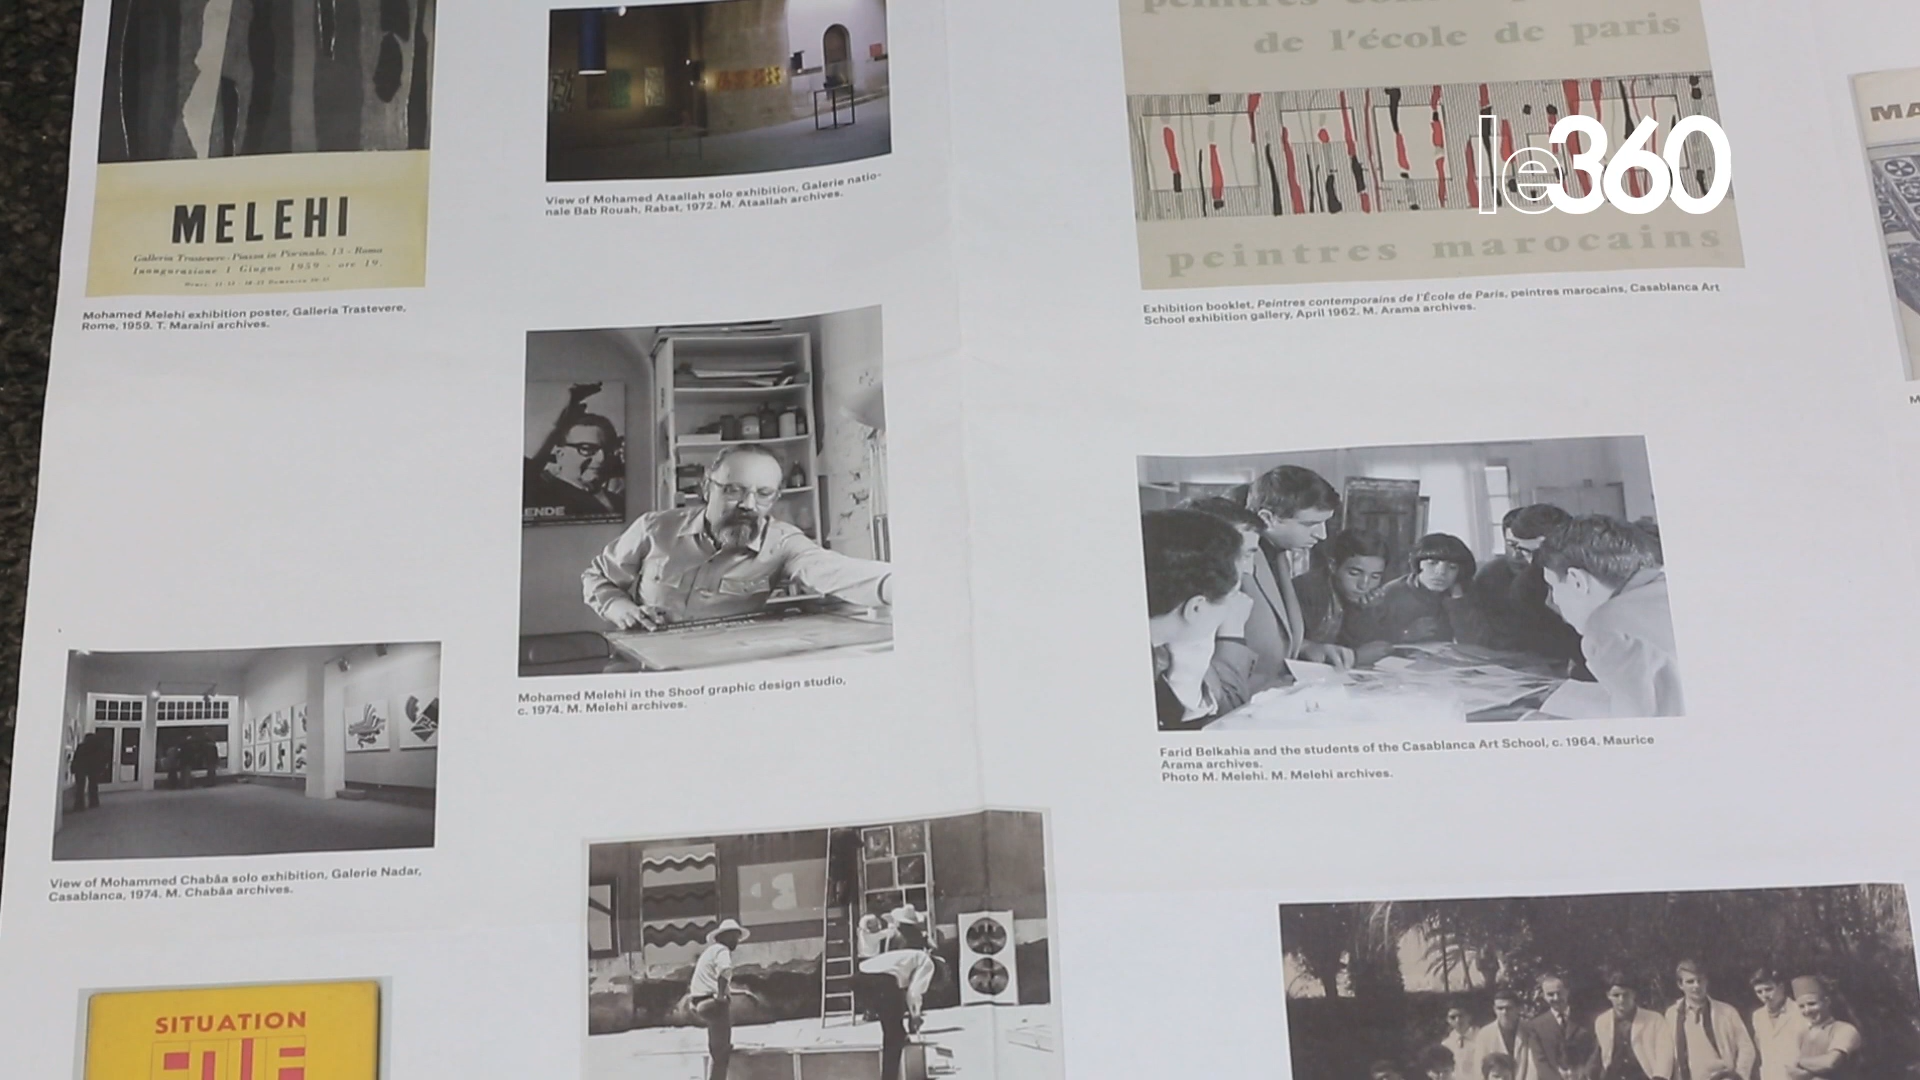 MELEHI
Galleria Trastevere - Piazza in Piscinula, 13 - Roma
Inaugurazione 1 Giugno 1959 - ore 19.
Mohamed Melehi exhibition poster, Galleria Trastevere,
Rome, 1959. T. Maraini archives.
View of Mohamed Ataallah solo exhibition, Galerie natio-
nale Bab Rouah, Rabat, 1972. M. Ataallah archives.
de l'école de paris
le360
peintres marocains
Exhibition booklet, Peintres contemporains de l'École de Paris, peintres marocains, Casablanca Art
School exhibition gallery, April 1962. M. Arama archives.
MA
ENDE
Mohamed Melehi in the Shoof graphic design studio,
c. 1974. M. Melehi archives.
Farid Belkahia and the students of the Casablanca Art School, c. 1964. Maurice
Arama archives.
Photo M. Melehi. M. Melehi archives.
View of Mohammed Chabâa solo exhibition, Galerie Nadar,
Casablanca, 1974. M. Chabâa archives.
SITUATION